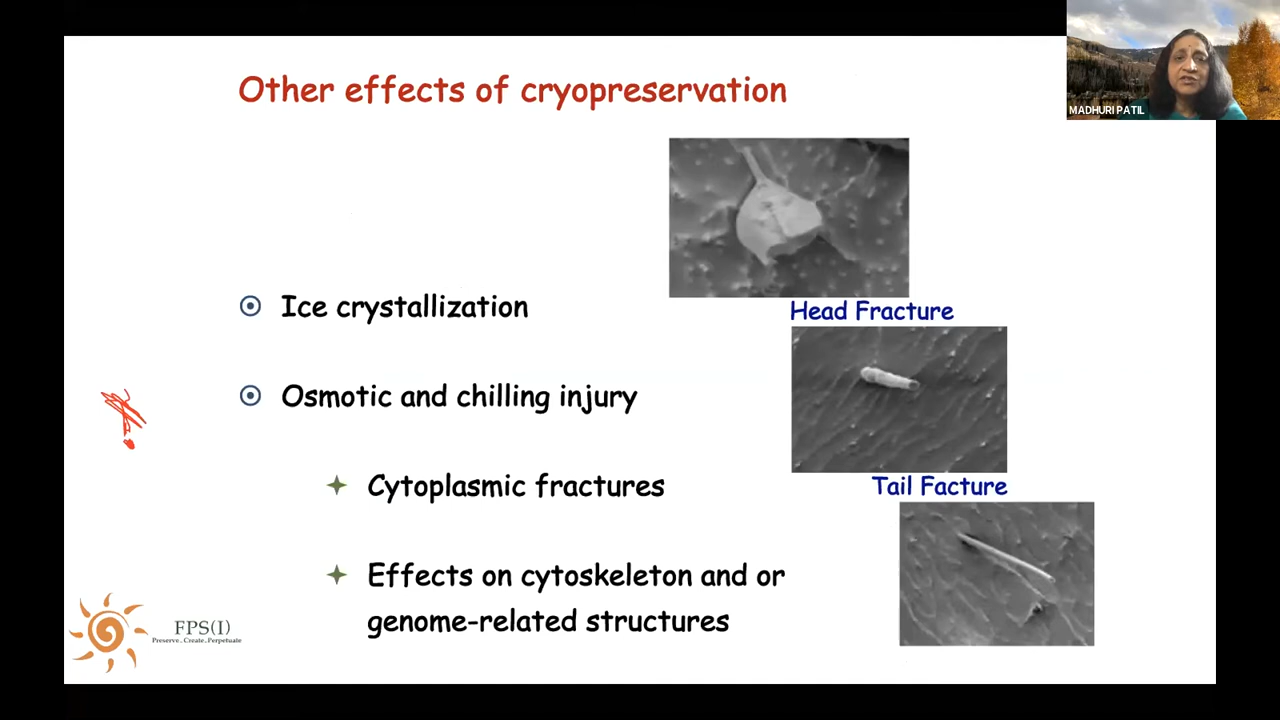 Other effects of cryopreservation
MADHURI PATIL
Head Fracture
Ice crystallization
Osmotic and chilling injury
Tail Facture
Cytoplasmic fractures
Effects on cytoskeleton and or
genome-related structures
FPS(I)
Preserve . Create . Perpetuate